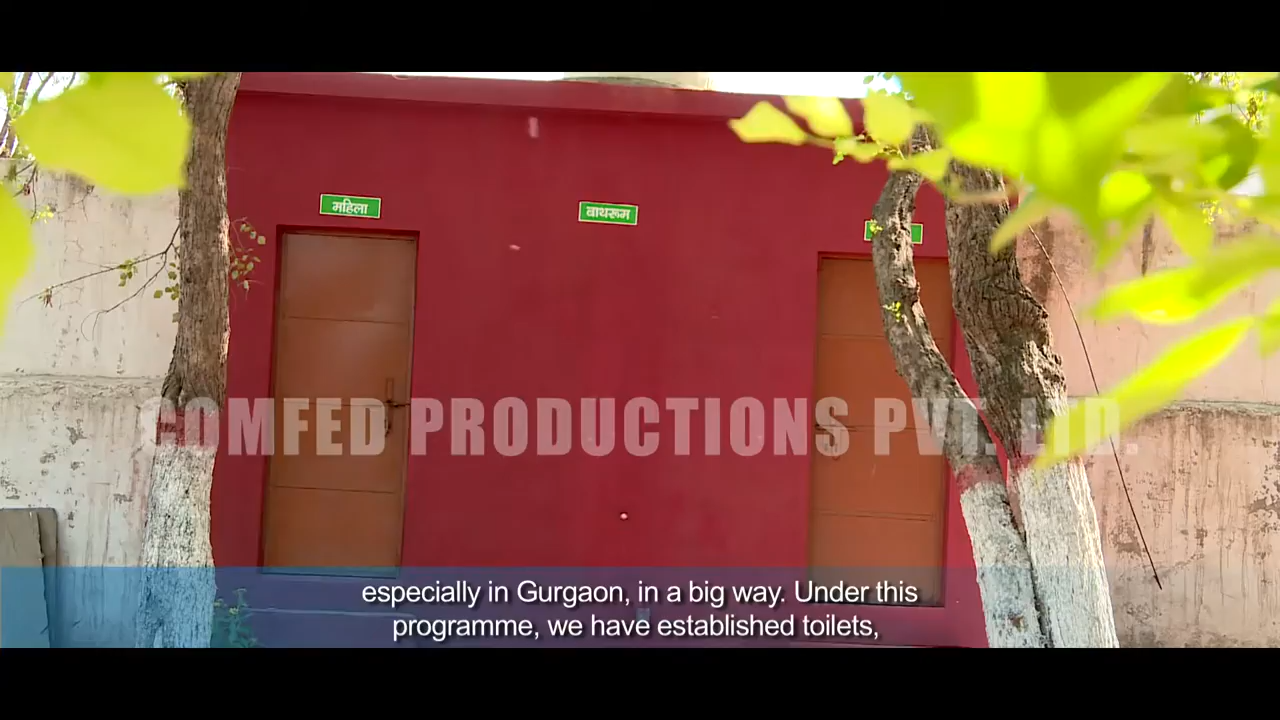 महिला
बाथरूम
COMFED PRODUCTIONS PVT. LTD.
especially in Gurgaon, in a big way. Under this
programme, we have established toilets,